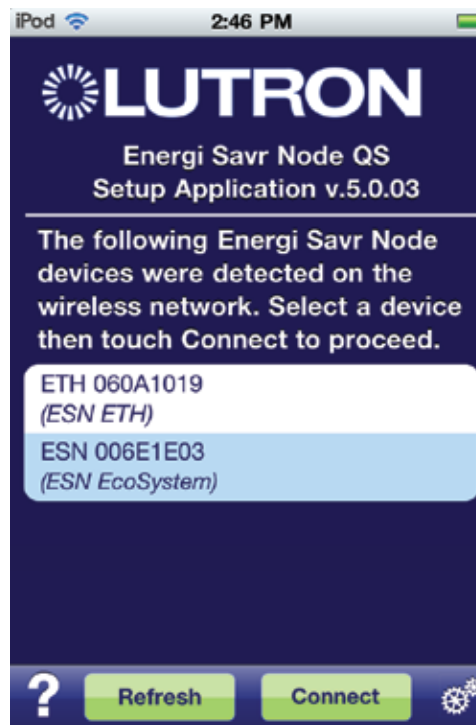 iPod 2:46 PM
LUTRON
Energi Savr Node QS
Setup Application v.5.0.03
The following Energi Savr Node
devices were detected on the
wireless network. Select a device
then touch Connect to proceed.
ETH 060A1019
(ESN ETH)
ESN 006E1E03
(ESN EcoSystem)
? Refresh Connect